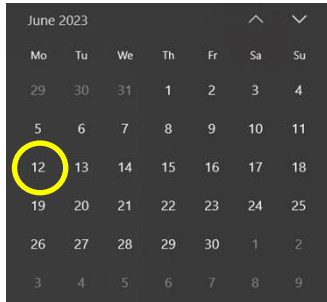 June 2023
Mo Tu We Th Fr Sa Su
29 30 31 1 2 3 4
5 6 7 8 9 10 11
12 13 14 15 16 17 18
19 20 21 22 23 24 25
26 27 28 29 30 1 2
3 4 5 6 7 8 9